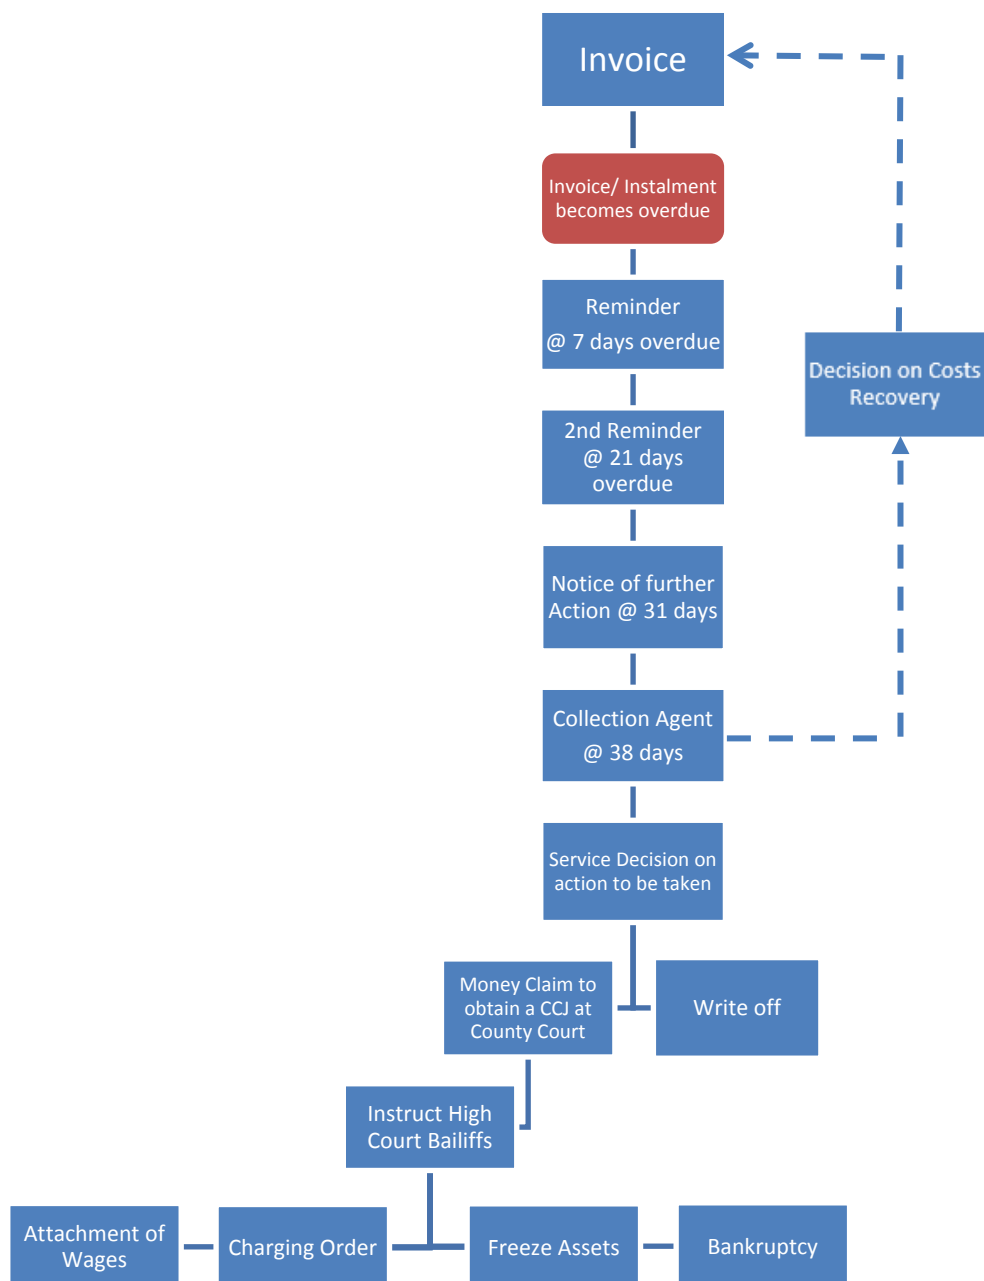 Invoice
Invoice/ Instalment
becomes overdue
Reminder
@ 7 days overdue
Decision on Costs
Recovery
2nd Reminder
@ 21 days
overdue
Notice of further
Action @ 31 days
Collection Agent
@ 38 days
Service Decision on
action to be taken
Money Claim to
obtain a CCJ at
County Court
Write off
Instruct High
Court Bailiffs
Attachment of
Wages
Charging Order
Freeze Assets
Bankruptcy